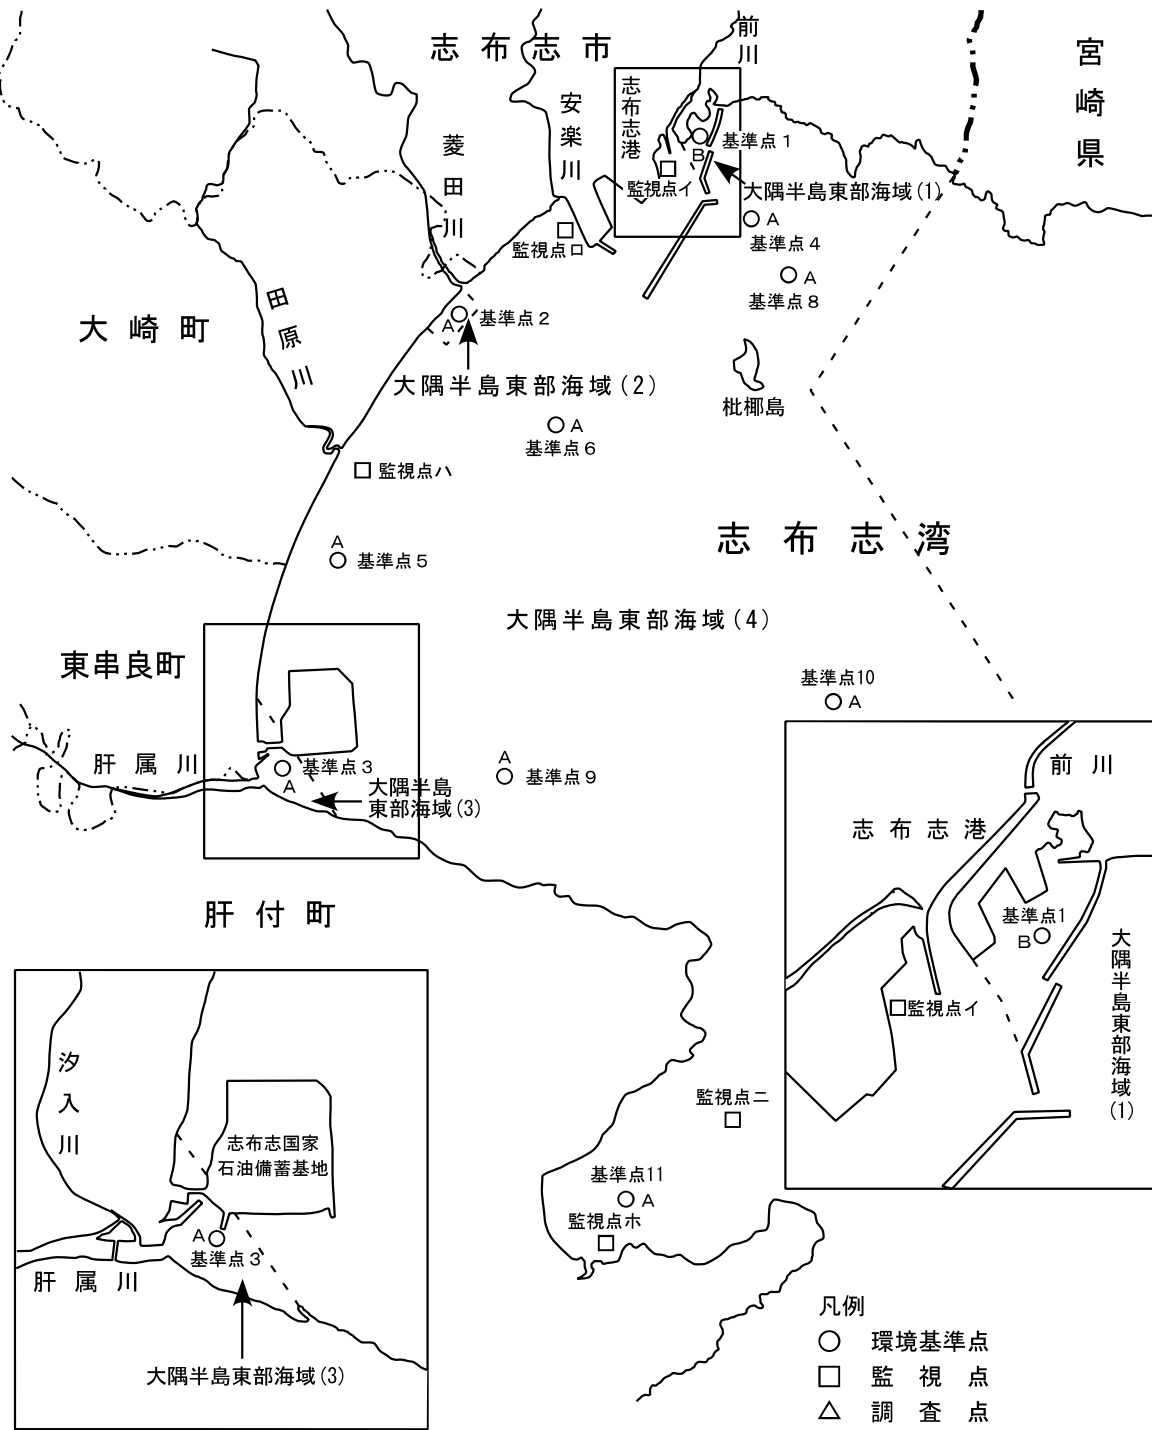 志布志市
前川
宮崎県
志布志港
安楽川
菱田川
基準点1
B
監視点イ
大隅半島東部海域(1)
A
基準点4
監視点ロ
A
基準点8
大崎町
田原川
基準点2
A
大隅半島東部海域(2)
枇椰島
A
基準点6
監視点ハ
志布志湾
A
基準点5
大隅半島東部海域(4)
東串良町
基準点10
A
肝属川
基準点3
A
大隅半島
東部海域(3)
A
基準点9
前川
志布志港
肝付町
基準点1
B
大隅半島東部海域(1)
監視点イ
汐入川
志布志国家
石油備蓄基地
A
基準点3
肝属川
大隅半島東部海域(3)
監視点ニ
基準点11
A
監視点ホ
凡例
環境基準点
監視点
調査点